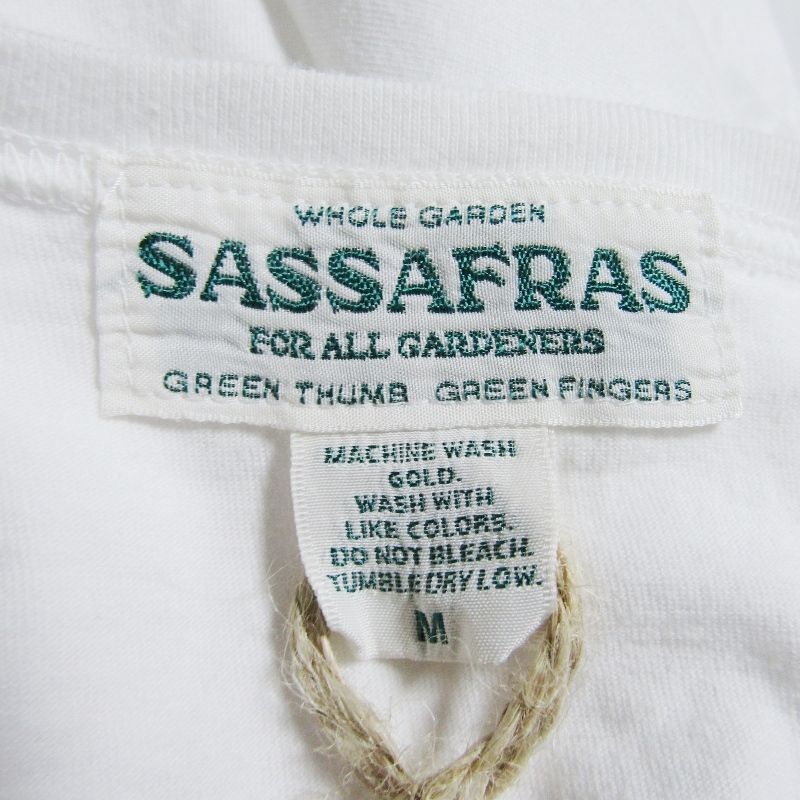 WHOLE GARDEN
SASSAFRAS
FOR ALL GARDENERS
GREEN THUMB GREEN FINGERS
MACHINE WASH
GOLD.
WASH WITH
LIKE COLORS.
DO NOT BLEACH.
TUMBLE DRY LOW.
M